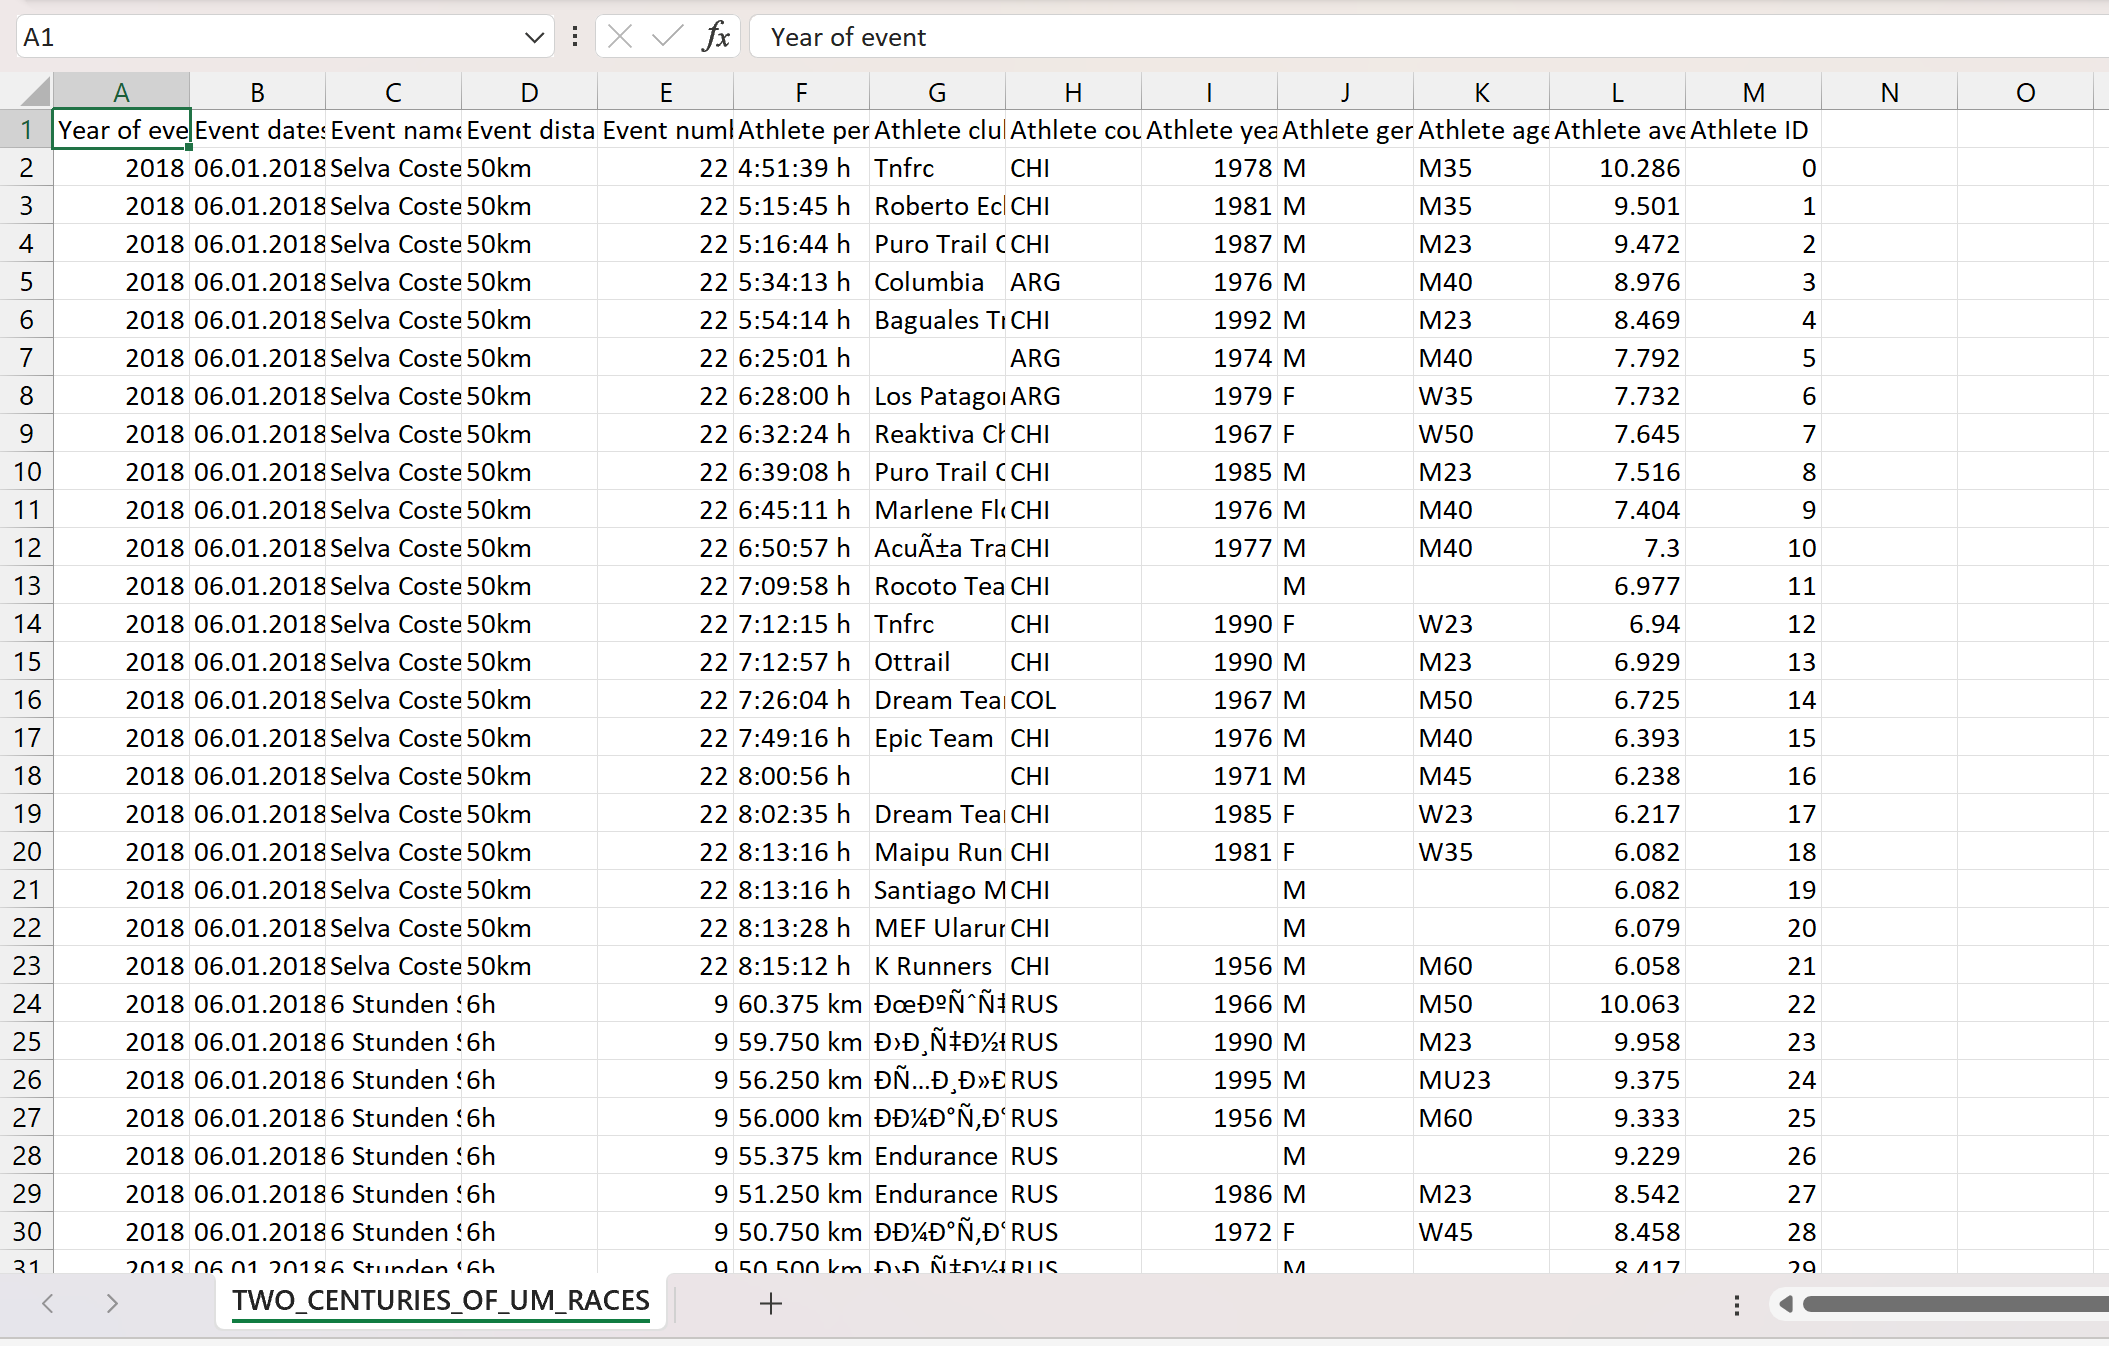 A1 fx Year of event
A B C D E F G H I J K L M N O
1 Year of eve Event dates Event name Event dista Event numl Athlete per Athlete clu Athlete cou Athlete yea Athlete ger Athlete age Athlete ave Athlete ID
2 2018 06.01.2018 Selva Coste 50km 22 4:51:39 h Tnfrc CHI 1978 M M35 10.286 0
3 2018 06.01.2018 Selva Coste 50km 22 5:15:45 h Roberto Ecl CHI 1981 M M35 9.501 1
4 2018 06.01.2018 Selva Coste 50km 22 5:16:44 h Puro Trail C CHI 1987 M M23 9.472 2
5 2018 06.01.2018 Selva Coste 50km 22 5:34:13 h Columbia ARG 1976 M M40 8.976 3
6 2018 06.01.2018 Selva Coste 50km 22 5:54:14 h Baguales Tr CHI 1992 M M23 8.469 4
7 2018 06.01.2018 Selva Coste 50km 22 6:25:01 h ARG 1974 M M40 7.792 5
8 2018 06.01.2018 Selva Coste 50km 22 6:28:00 h Los Patagor ARG 1979 F W35 7.732 6
9 2018 06.01.2018 Selva Coste 50km 22 6:32:24 h Reaktiva Ch CHI 1967 F W50 7.645 7
10 2018 06.01.2018 Selva Coste 50km 22 6:39:08 h Puro Trail C CHI 1985 M M23 7.516 8
11 2018 06.01.2018 Selva Coste 50km 22 6:45:11 h Marlene Flo CHI 1976 M M40 7.404 9
12 2018 06.01.2018 Selva Coste 50km 22 6:50:57 h AcuÃ±a Tra CHI 1977 M M40 7.3 10
13 2018 06.01.2018 Selva Coste 50km 22 7:09:58 h Rocoto Tea CHI M 6.977 11
14 2018 06.01.2018 Selva Coste 50km 22 7:12:15 h Tnfrc CHI 1990 F W23 6.94 12
15 2018 06.01.2018 Selva Coste 50km 22 7:12:57 h Ottrail CHI 1990 M M23 6.929 13
16 2018 06.01.2018 Selva Coste 50km 22 7:26:04 h Dream Tea COL 1967 M M50 6.725 14
17 2018 06.01.2018 Selva Coste 50km 22 7:49:16 h Epic Team CHI 1976 M M40 6.393 15
18 2018 06.01.2018 Selva Coste 50km 22 8:00:56 h CHI 1971 M M45 6.238 16
19 2018 06.01.2018 Selva Coste 50km 22 8:02:35 h Dream Tea CHI 1985 F W23 6.217 17
20 2018 06.01.2018 Selva Coste 50km 22 8:13:16 h Maipu Run CHI 1981 F W35 6.082 18
21 2018 06.01.2018 Selva Coste 50km 22 8:13:16 h Santiago M CHI M 6.082 19
22 2018 06.01.2018 Selva Coste 50km 22 8:13:28 h MEF Ularur CHI M 6.079 20
23 2018 06.01.2018 Selva Coste 50km 22 8:15:12 h K Runners CHI 1956 M M60 6.058 21
24 2018 06.01.2018 6 Stunden S 6h 9 60.375 km ÐœÐºÑˆÑ‡ RUS 1966 M M50 10.063 22
25 2018 06.01.2018 6 Stunden S 6h 9 59.750 km Ð›Ð¸Ñ‡Ð½Ð RUS 1990 M M23 9.958 23
26 2018 06.01.2018 6 Stunden S 6h 9 56.250 km ÐÑ…Ð¸Ð»Ð RUS 1995 M MU23 9.375 24
27 2018 06.01.2018 6 Stunden S 6h 9 56.000 km ÐÐ¼Ð°Ñ‚Ð° RUS 1956 M M60 9.333 25
28 2018 06.01.2018 6 Stunden S 6h 9 55.375 km Endurance RUS M 9.229 26
29 2018 06.01.2018 6 Stunden S 6h 9 51.250 km Endurance RUS 1986 M M23 8.542 27
30 2018 06.01.2018 6 Stunden S 6h 9 50.750 km ÐÐ¼Ð°Ñ‚Ð° RUS 1972 F W45 8.458 28
31 2018 06.01.2018 6 Stunden S 6h 9 50.500 km Ð›Ð¸Ñ‡Ð½Ð RUS M 8.417 29
TWO_CENTURIES_OF_UM_RACES